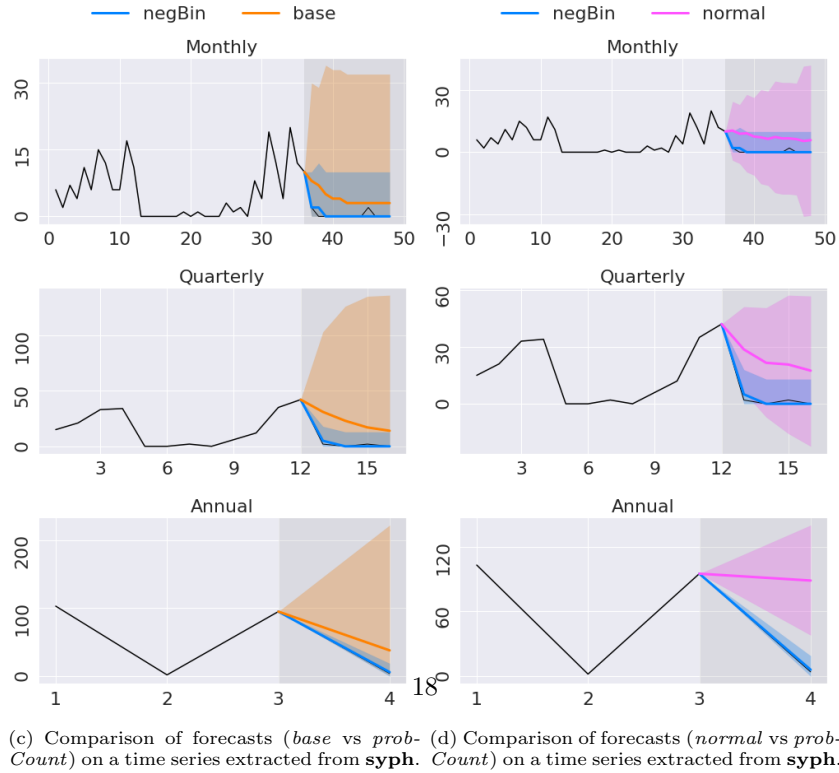 negBin base
negBin normal
Monthly
Monthly
30
15
0
0 10 20 30 40 50
30
0
−30
0 10 20 30 40 50
Quarterly
Quarterly
100
50
0
3 6 9 12 15
60
30
0
3 6 9 12 15
Annual
Annual
200
100
0
1 2 3 4
120
60
0
1 2 3 4
18
(c) Comparison of forecasts (base vs prob-
Count) on a time series extracted from syph.
(d) Comparison of forecasts (normal vs prob-
Count) on a time series extracted from syph.